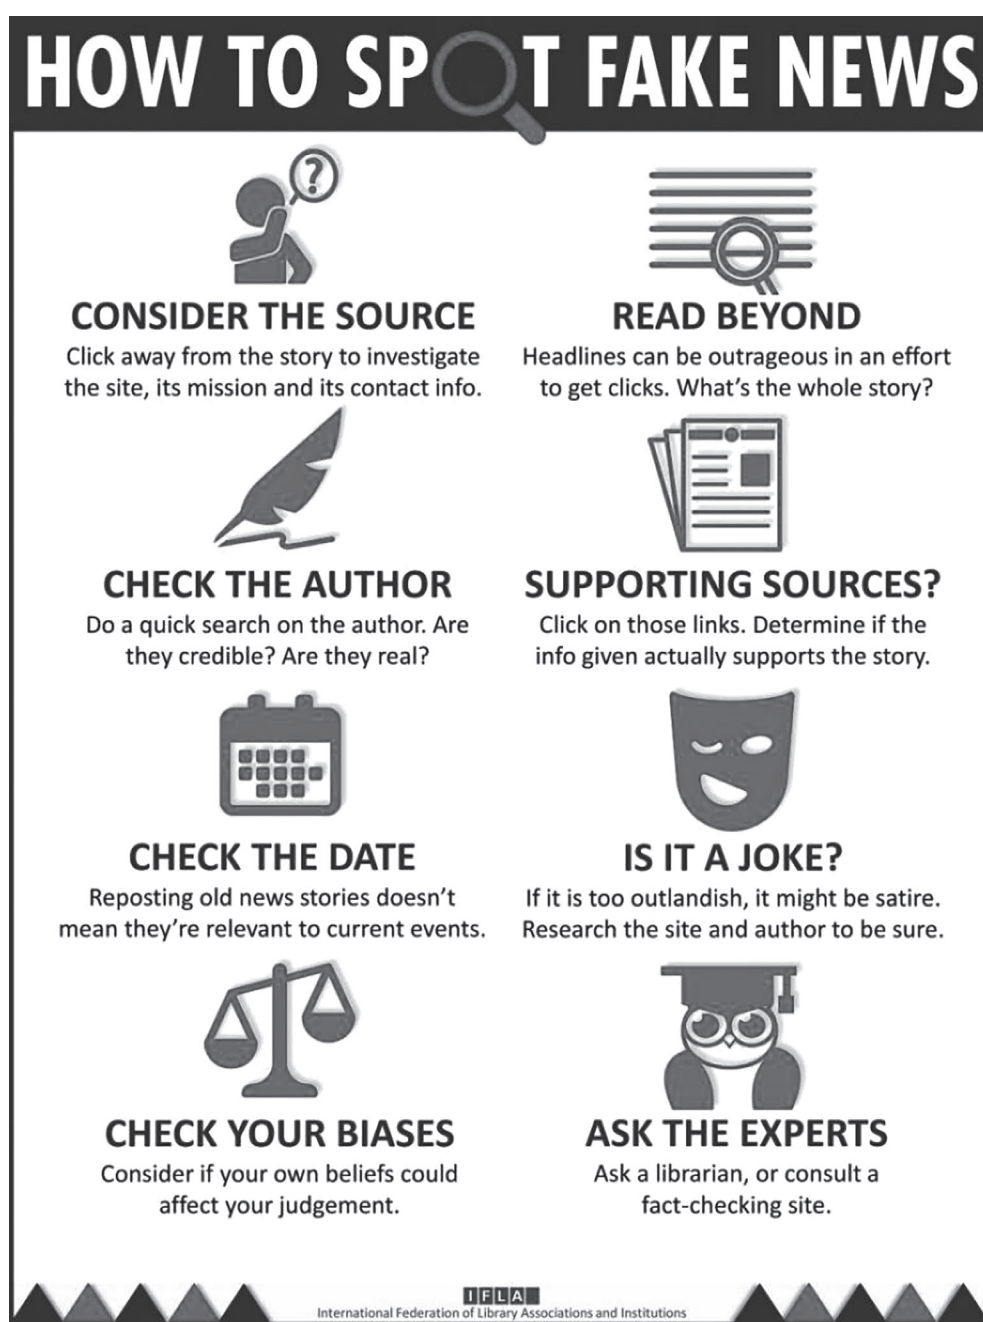 HOW TO SPOT FAKE NEWS
?
CONSIDER THE SOURCE
Click away from the story to investigate
the site, its mission and its contact info.
READ BEYOND
Headlines can be outrageous in an effort
to get clicks. What's the whole story?
CHECK THE AUTHOR
Do a quick search on the author. Are
they credible? Are they real?
SUPPORTING SOURCES?
Click on those links. Determine if the
info given actually supports the story.
CHECK THE DATE
Reposting old news stories doesn't
mean they're relevant to current events.
IS IT A JOKE?
If it is too outlandish, it might be satire.
Research the site and author to be sure.
CHECK YOUR BIASES
Consider if your own beliefs could
affect your judgement.
ASK THE EXPERTS
Ask a librarian, or consult a
fact-checking site.
IFLA
International Federation of Library Associations and Institutions